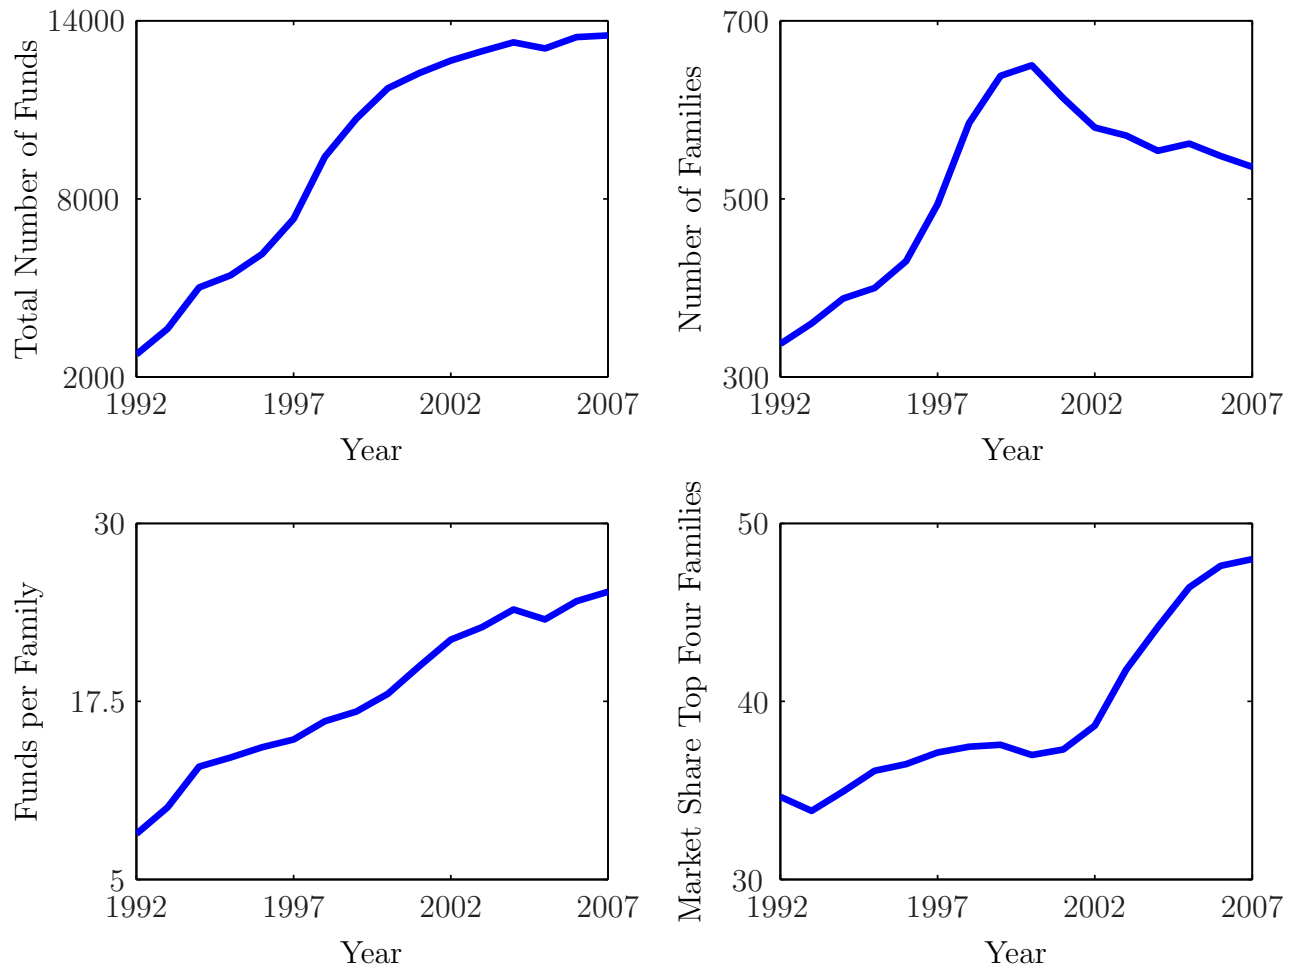 Total Number of Funds
14000
8000
2000
1992 1997 2002 2007
Year
Number of Families
700
500
300
1992 1997 2002 2007
Year
Funds per Family
30
17.5
5
1992 1997 2002 2007
Year
Market Share Top Four Families
50
40
30
1992 1997 2002 2007
Year